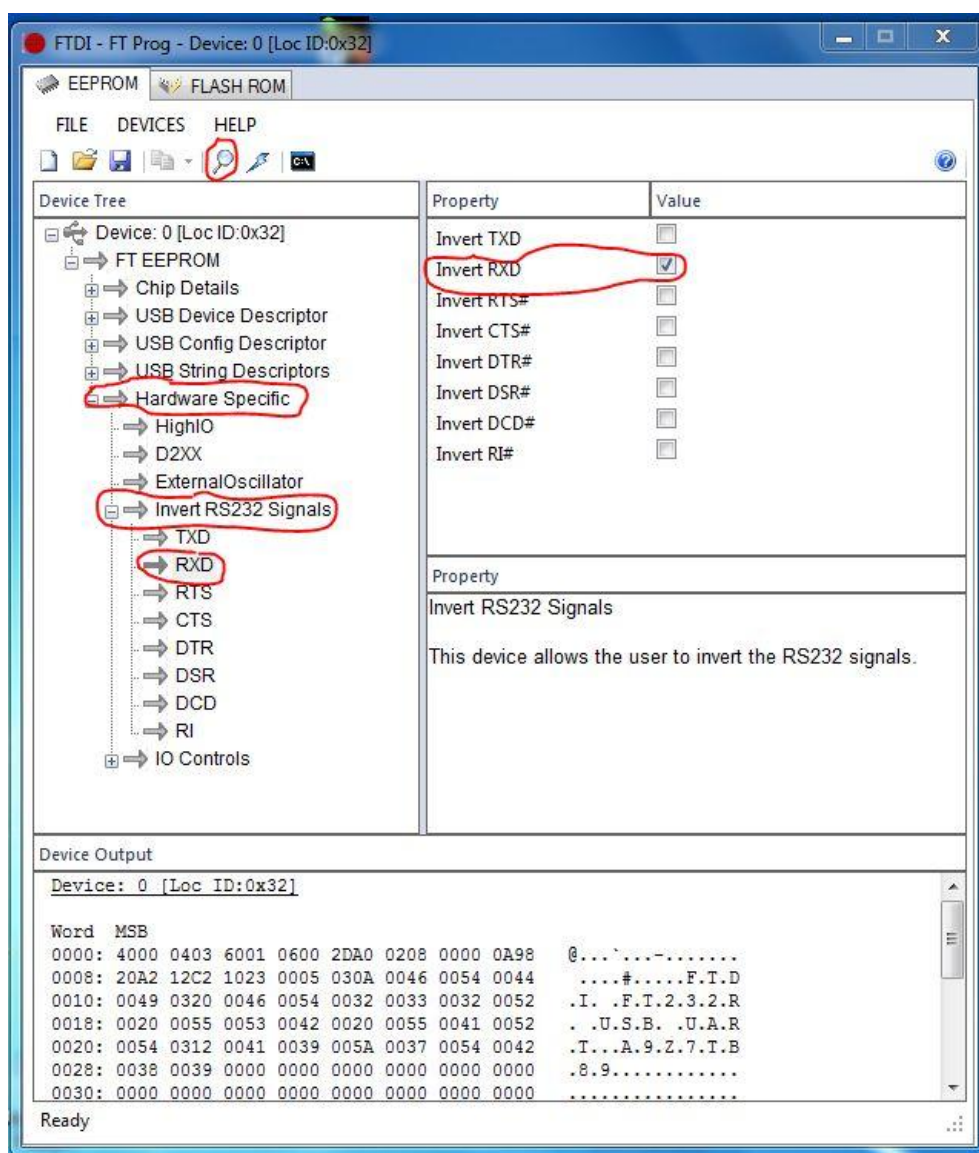 FTDI - FT Prog - Device: 0 [Loc ID:0x32]
EEPROM FLASH ROM
FILE DEVICES HELP
C:\
Device Tree
Device: 0 [Loc ID:0x32]
FT EEPROM
Chip Details
USB Device Descriptor
USB Config Descriptor
USB String Descriptors
Hardware Specific
HighIO
D2XX
ExternalOscillator
Invert RS232 Signals
TXD
RXD
RTS
CTS
DTR
DSR
DCD
RI
IO Controls
Property Value
Invert TXD
Invert RXD
Invert RTS#
Invert CTS#
Invert DTR#
Invert DSR#
Invert DCD#
Invert RI#
Property
Invert RS232 Signals
This device allows the user to invert the RS232 signals.
Device Output
Device: 0 [Loc ID:0x32]
Word MSB
0000: 4000 0403 6001 0600 2DA0 0208 0000 0A98 @...`...-.......
0008: 20A2 12C2 1023 0005 030A 0046 0054 0044 ....#.....F.T.D
0010: 0049 0320 0046 0054 0032 0033 0032 0052 .I. .F.T.2.3.2.R
0018: 0020 0055 0053 0042 0020 0055 0041 0052 . .U.S.B. .U.A.R
0020: 0054 0312 0041 0039 005A 0037 0054 0042 .T...A.9.Z.7.T.B
0028: 0038 0039 0000 0000 0000 0000 0000 0000 .8.9............
0030: 0000 0000 0000 0000 0000 0000 0000 0000 ................
Ready